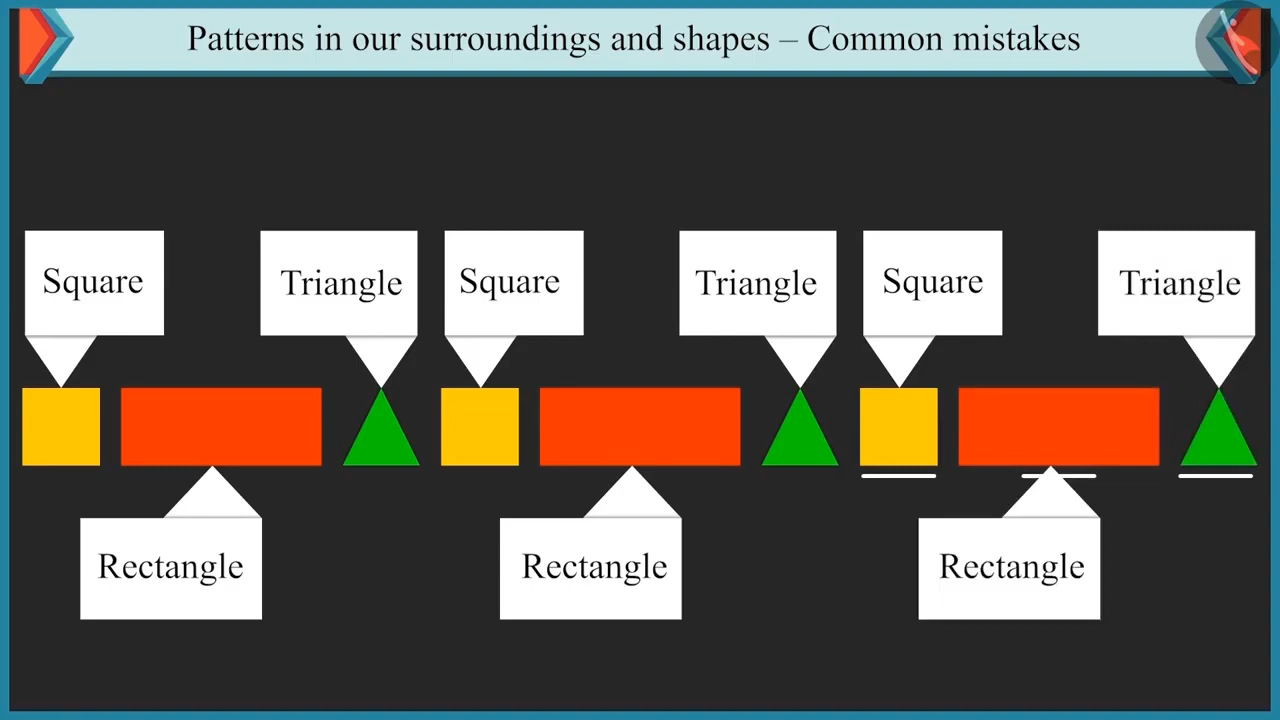 Patterns in our surroundings and shapes – Common mistakes
Square
Triangle
Square
Triangle
Square
Triangle
Rectangle
Rectangle
Rectangle